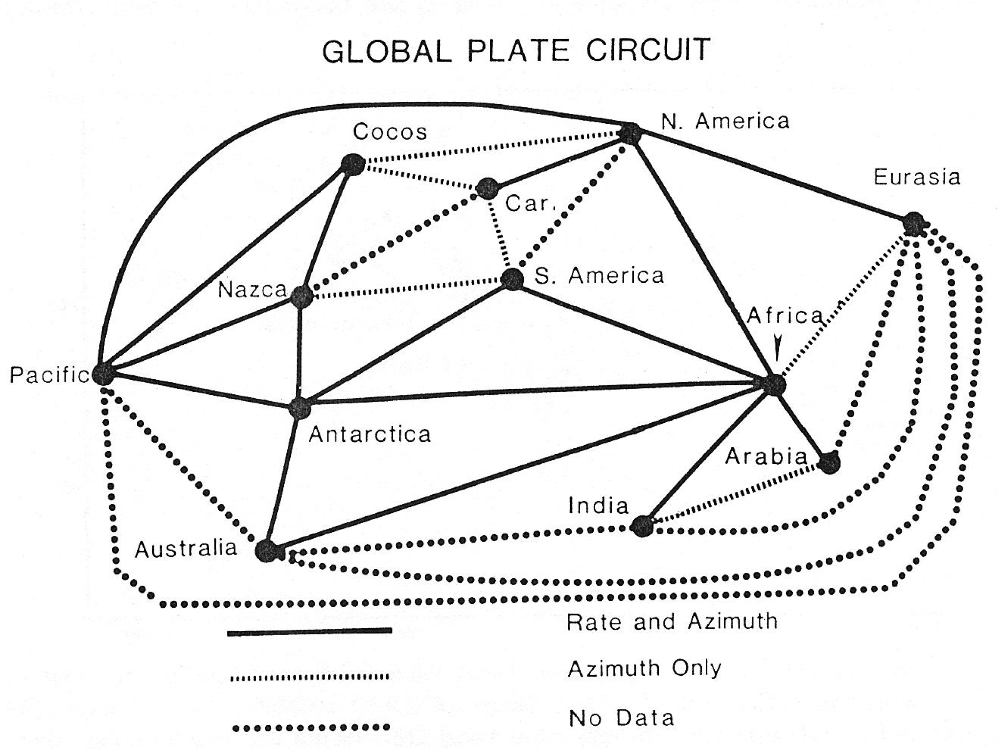 GLOBAL PLATE CIRCUIT
N. America
Cocos
Eurasia
Car.
S. America
Nazca
Africa
Pacific
Antarctica
Arabia
India
Australia
Rate and Azimuth
Azimuth Only
No Data